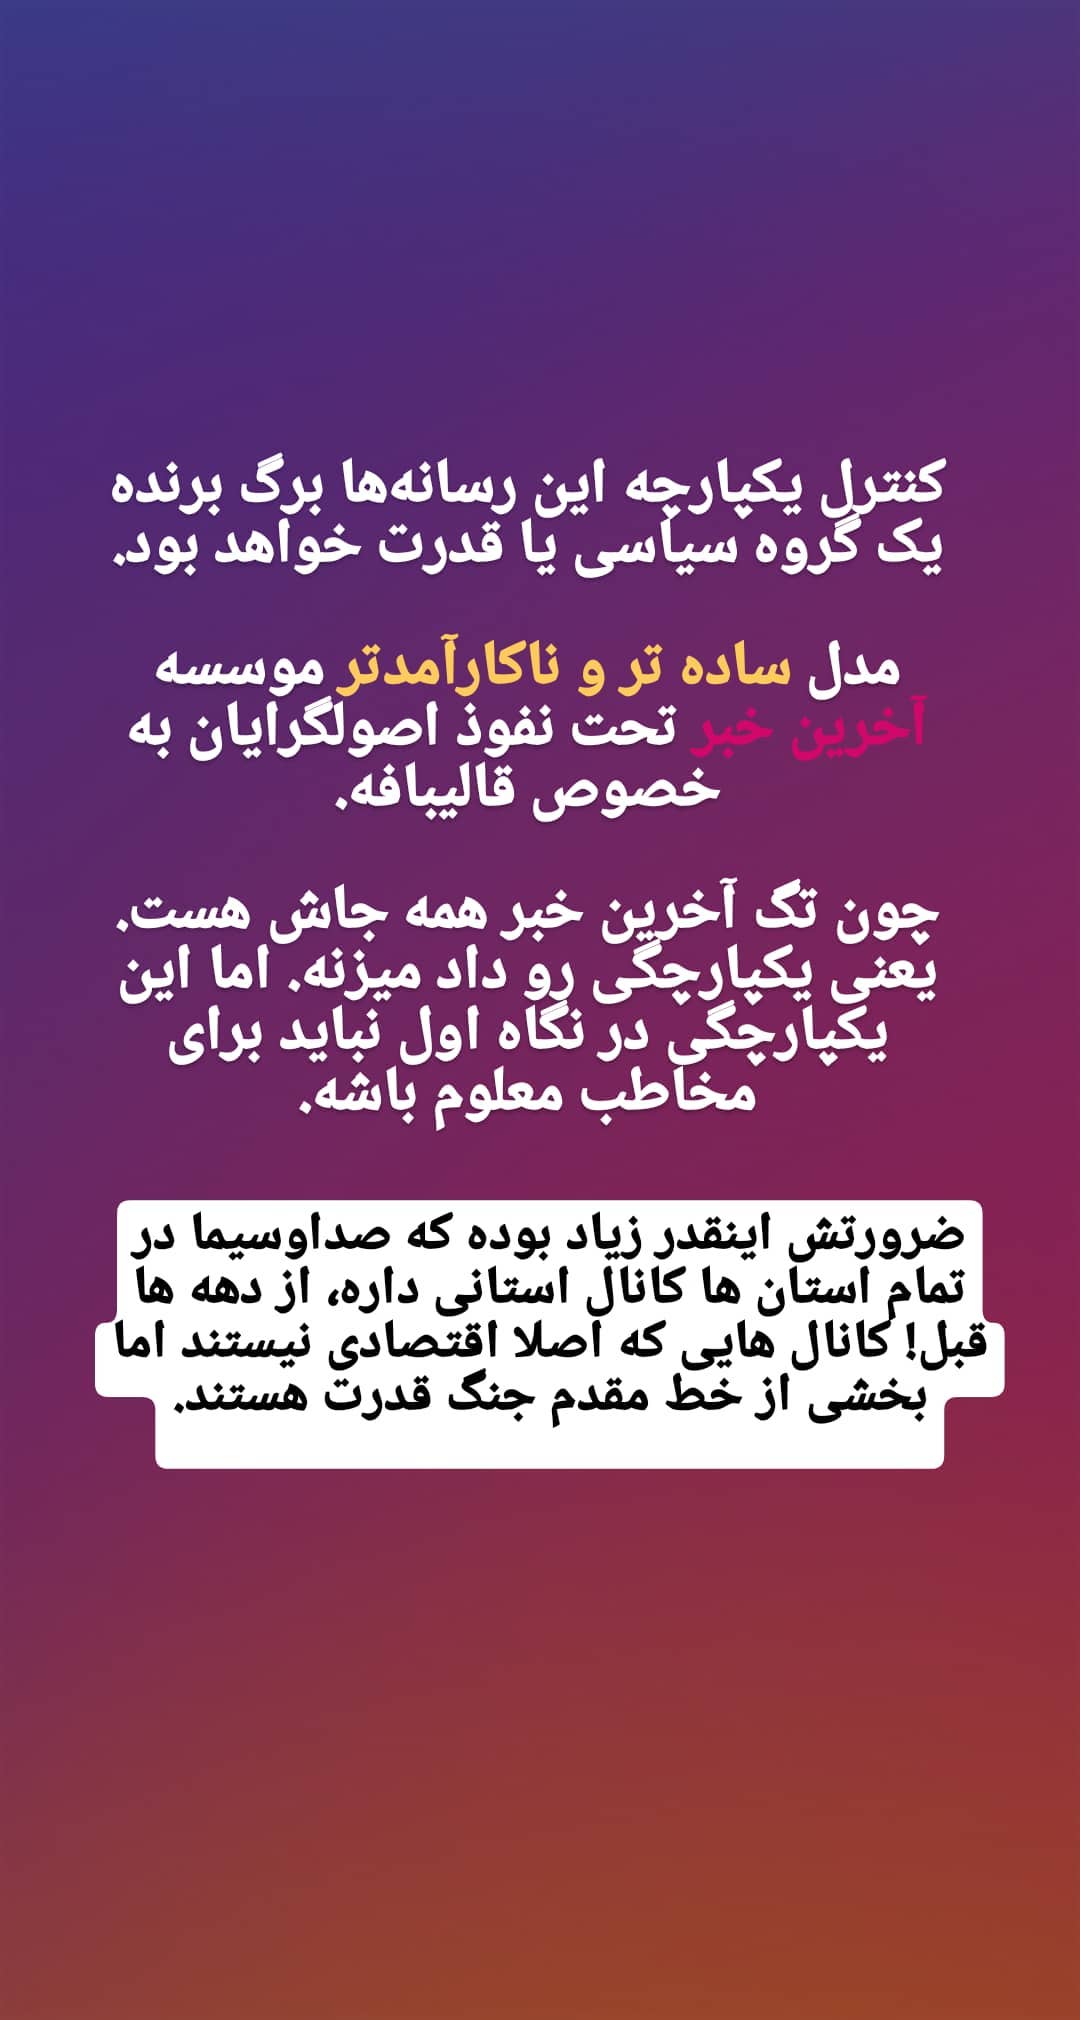 کنترل یکپارچه این رسانه‌ها برگ برنده
یک گروه سیاسی یا قدرت خواهد بود.
مدل ساده تر و ناکارآمدتر موسسه
آخرین خبر تحت نفوذ اصولگرایان به
خصوص قالیبافه.
چون تگ آخرین خبر همه جاش هست.
یعنی یکپارچگی رو داد میزنه. اما این
یکپارچگی در نگاه اول نباید برای
مخاطب معلوم باشه.
ضرورتش اینقدر زیاد بوده که صداوسیما در
تمام استان ها کانال استانی داره، از دهه ها
قبل! کانال هایی که اصلا اقتصادی نیستند اما
بخشی از خط مقدم جنگ قدرت هستند.